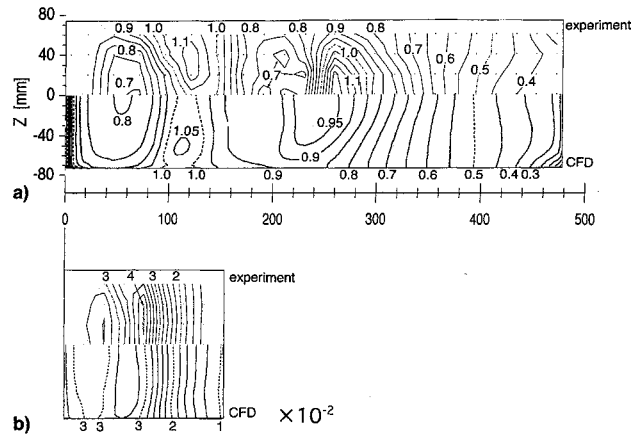 0.9 1.0 1.0 0.8 0.8 0.9 0.8
80 experiment
1.1 0.7
0.8 1.0 0.6
40 0.5
0.7 0.7 1.1 0.4
Z [mm] 0
0.8 1.05 0.95
-40
0.9
CFD
-80 1.0 1.0 0.9 0.8 0.7 0.6 0.5 0.4 0.3
a)
0 100 200 300 400 500
3 4 3 2 experiment
CFD ×10-2
b)
3 3 3 2 1